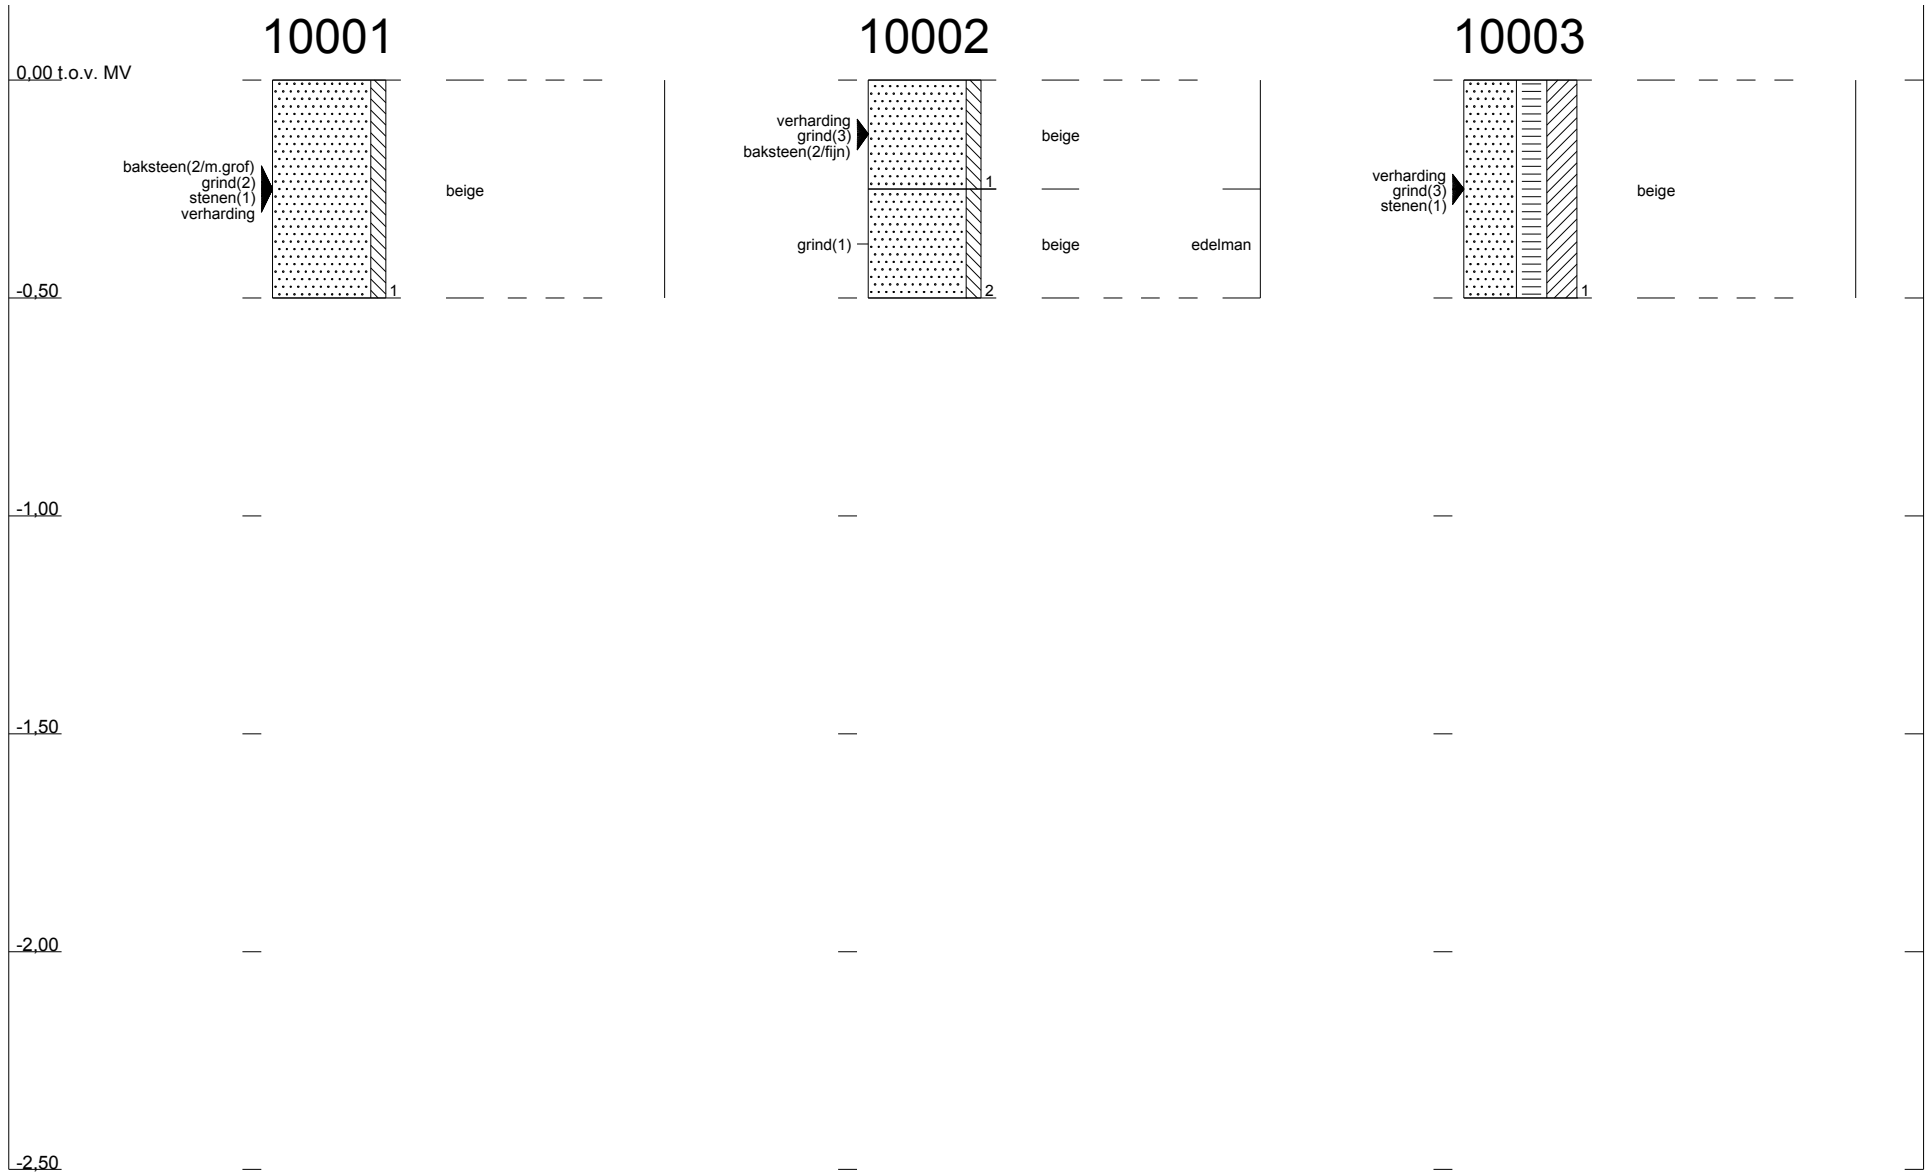 10001 10002 10003
0,00 t.o.v. MV
baksteen(2/m.grof)
grind(2)
stenen(1)
verharding
beige
1
verharding
grind(3)
baksteen(2/fijn)
beige
1
grind(1)
beige
edelman
2
verharding
grind(3)
stenen(1)
beige
1
-0,50
-1,00
-1,50
-2,00
-2,50